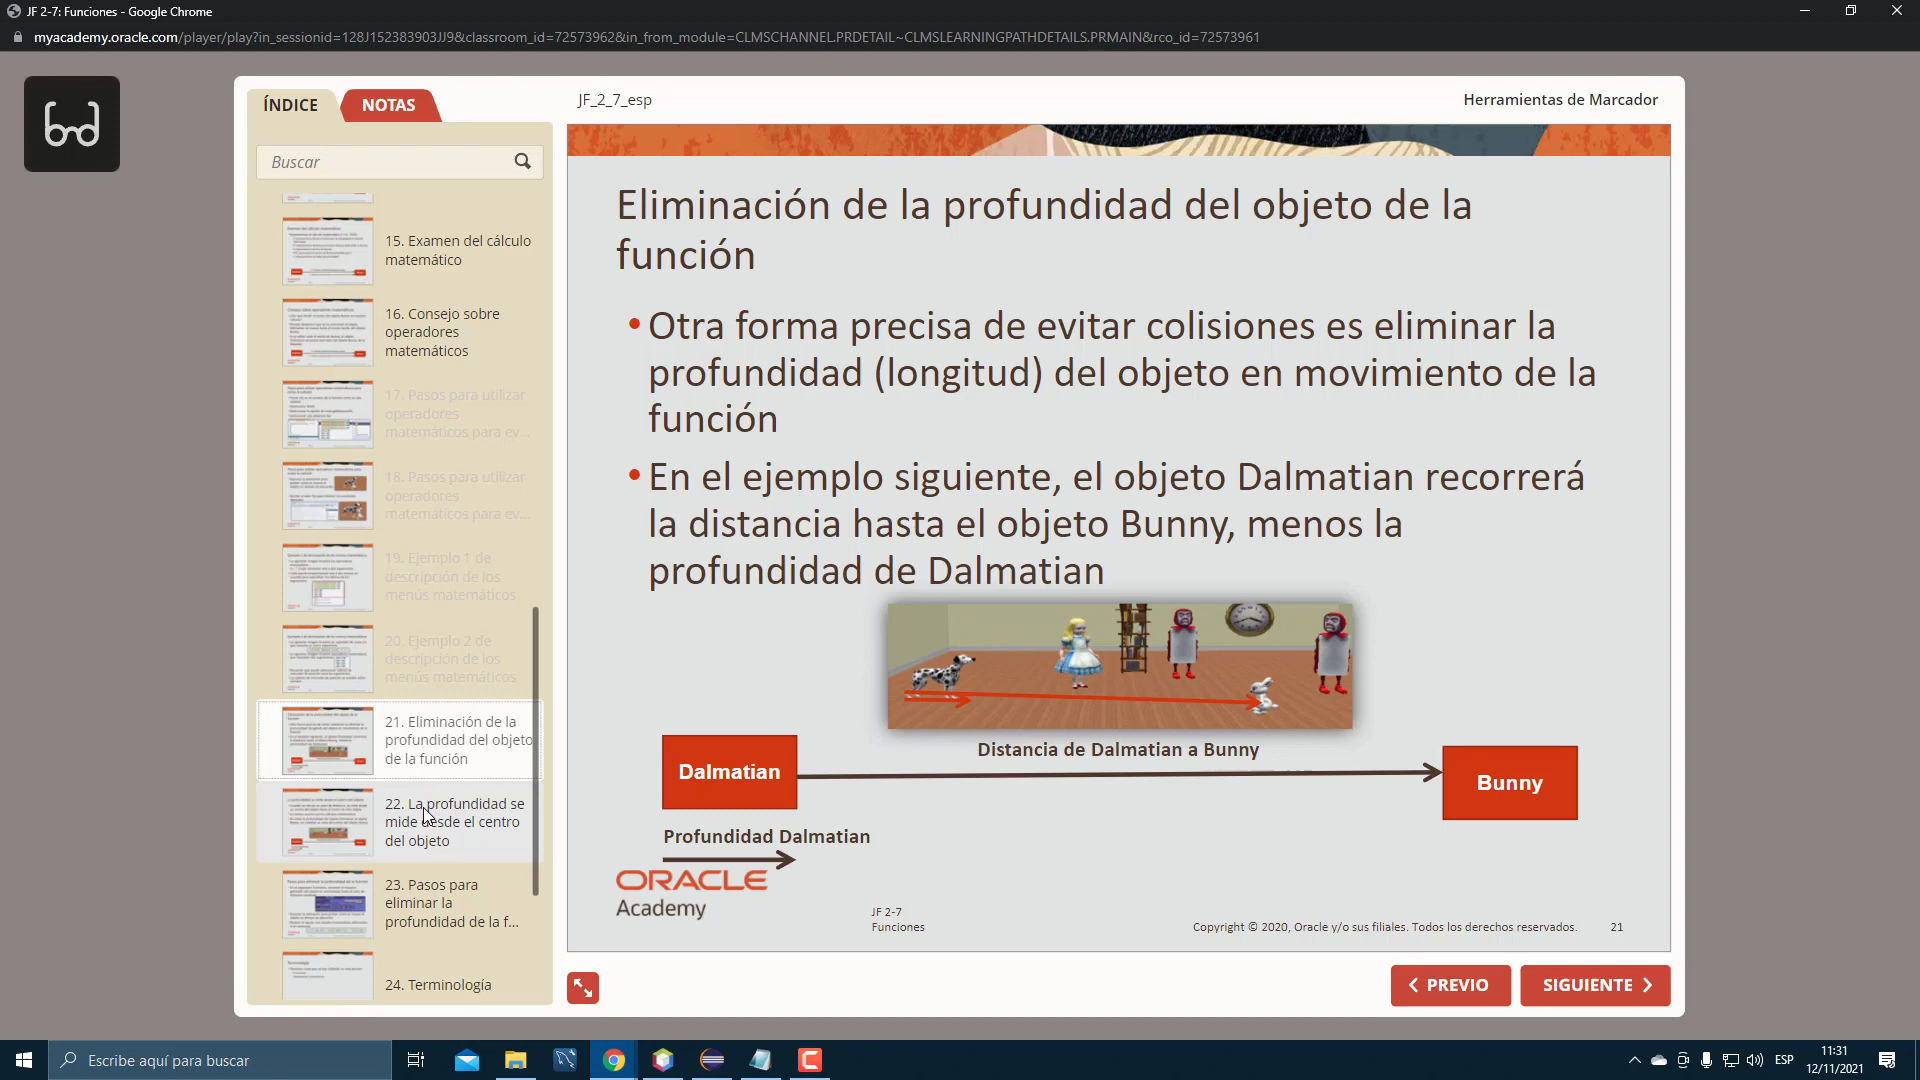 JF 2-7: Funciones - Google Chrome
myacademy.oracle.com/player/play?in_sessionid=128J152383903JJ9&classroom_id=72573962&in_from_module=CLMSCHANNEL.PRDETAIL~CLMSLEARNINGPATHDETAILS.PRMAIN&rco_id=72573961
ÍNDICE
NOTAS
JF_2_7_esp
Herramientas de Marcador
Buscar
15. Examen del cálculo
matemático
16. Consejo sobre
operadores
matemáticos
17. Pasos para utilizar
operadores
matemáticos para ev...
18. Pasos para utilizar
operadores
matemáticos para ev...
19. Ejemplo 1 de
descripción de los
menús matemáticos
20. Ejemplo 2 de
descripción de los
menús matemáticos
21. Eliminación de la
profundidad del objeto
de la función
22. La profundidad se
mide desde el centro
del objeto
23. Pasos para
eliminar la
profundidad de la f...
24. Terminología
Eliminación de la profundidad del objeto de la
función
• Otra forma precisa de evitar colisiones es eliminar la
profundidad (longitud) del objeto en movimiento de la
función
• En el ejemplo siguiente, el objeto Dalmatian recorrerá
la distancia hasta el objeto Bunny, menos la
profundidad de Dalmatian
Distancia de Dalmatian a Bunny
Dalmatian
Bunny
Profundidad Dalmatian
ORACLE
Academy
JF 2-7
Funciones
Copyright © 2020, Oracle y/o sus filiales. Todos los derechos reservados.
21
PREVIO
SIGUIENTE
Escribe aquí para buscar
ESP
11:31
12/11/2021